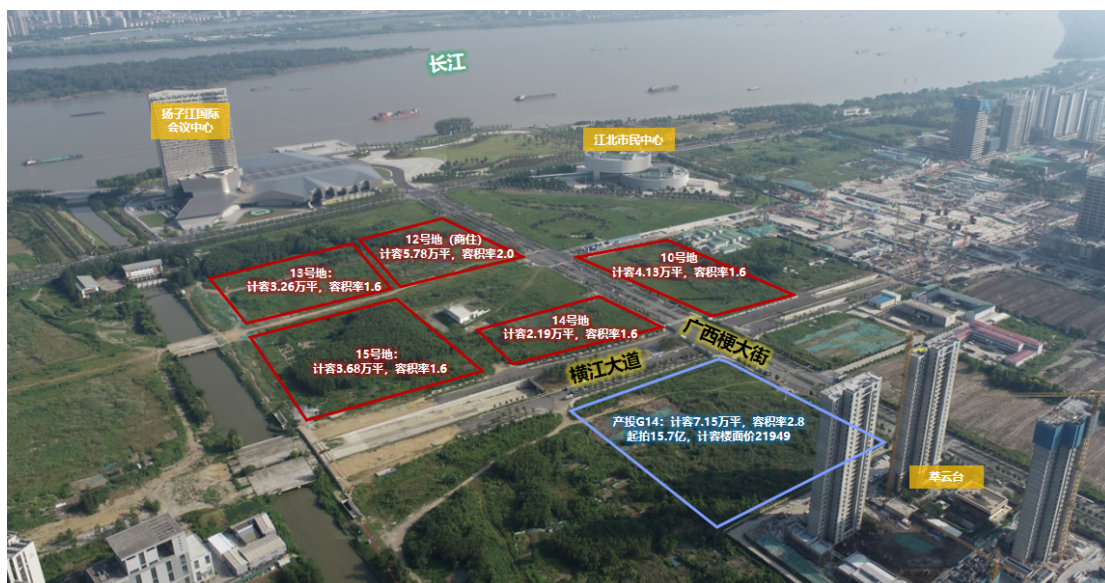 长江
扬子江国际
会议中心
江北市民中心
12号地（商住）
计容5.78万平，容积率2.0
10号地
计容4.13万平，容积率1.6
13号地：
计容3.26万平，容积率1.6
14号地
计容2.19万平，容积率1.6
15号地：
计容3.68万平，容积率1.6
广西梗大街
横江大道
产投G14：计容7.15万平，容积率2.8
起拍15.7亿，计容楼面价21949
萃云台